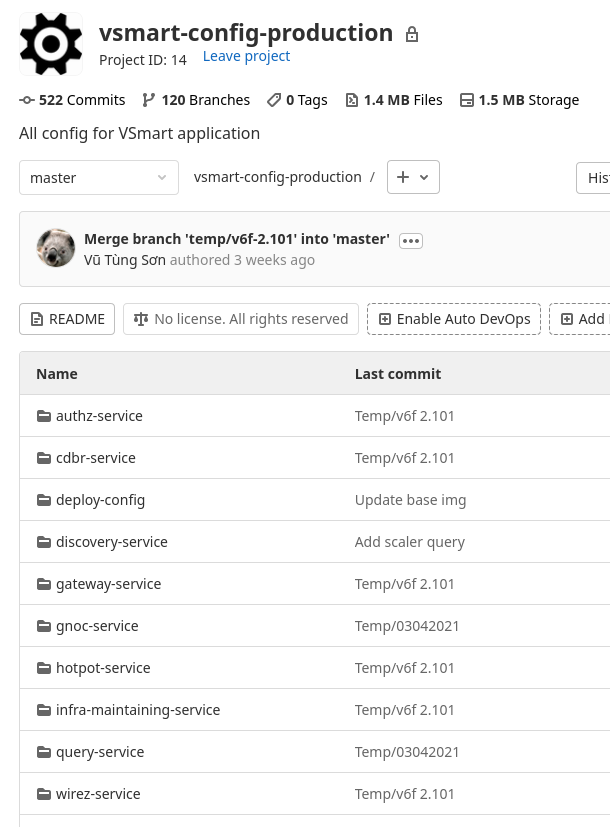 vsmart-config-production
Project ID: 14 Leave project
522 Commits 120 Branches 0 Tags 1.4 MB Files 1.5 MB Storage
All config for VSmart application
master vsmart-config-production / + His
Merge branch 'temp/v6f-2.101' into 'master'
Vũ Tùng Sơn authored 3 weeks ago
README No license. All rights reserved Enable Auto DevOps Add
Name Last commit
authz-service Temp/v6f 2.101
cdbr-service Temp/v6f 2.101
deploy-config Update base img
discovery-service Add scaler query
gateway-service Temp/v6f 2.101
gnoc-service Temp/03042021
hotpot-service Temp/v6f 2.101
infra-maintaining-service Temp/v6f 2.101
query-service Temp/03042021
wirez-service Temp/v6f 2.101